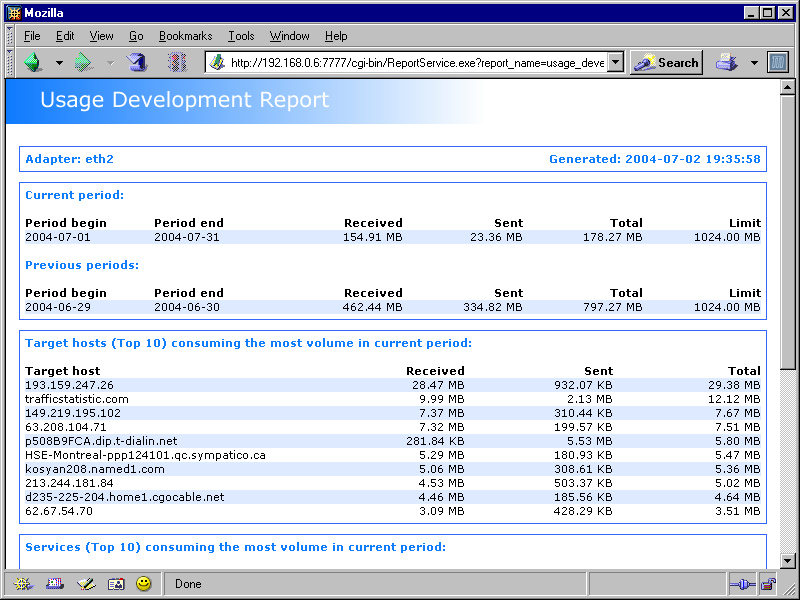 Mozilla
File Edit View Go Bookmarks Tools Window Help
http://192.168.0.6:7777/cgi-bin/ReportService.exe?report_name=usage_deve Search
Usage Development Report
Adapter: eth2 Generated: 2004-07-02 19:35:58
Current period:
Period begin Period end Received Sent Total Limit
2004-07-01 2004-07-31 154.91 MB 23.36 MB 178.27 MB 1024.00 MB
Previous periods:
Period begin Period end Received Sent Total Limit
2004-06-29 2004-06-30 462.44 MB 334.82 MB 797.27 MB 1024.00 MB
Target hosts (Top 10) consuming the most volume in current period:
Target host Received Sent Total
193.159.247.26 28.47 MB 932.07 KB 29.38 MB
trafficstatistic.com 9.99 MB 2.13 MB 12.12 MB
149.219.195.102 7.37 MB 310.44 KB 7.67 MB
63.208.104.71 7.32 MB 199.57 KB 7.51 MB
p508B9FCA.dip.t-dialin.net 281.84 KB 5.53 MB 5.80 MB
HSE-Montreal-ppp124101.qc.sympatico.ca 5.29 MB 180.93 KB 5.47 MB
kosyan208.named1.com 5.06 MB 308.61 KB 5.36 MB
213.244.181.84 4.53 MB 503.37 KB 5.02 MB
d235-225-204.home1.cgocable.net 4.46 MB 185.56 KB 4.64 MB
62.67.54.70 3.09 MB 428.29 KB 3.51 MB
Services (Top 10) consuming the most volume in current period:
Done